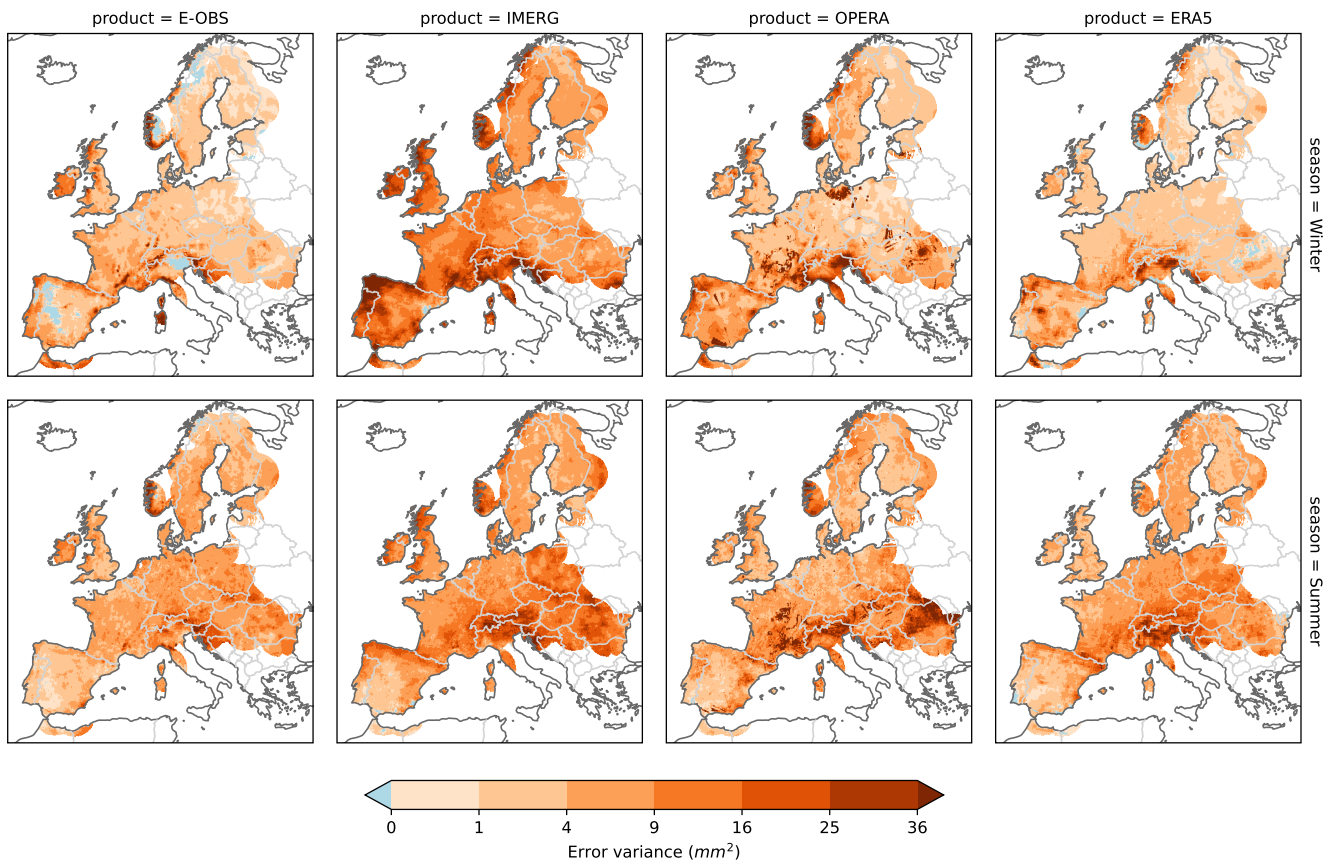 product = E-OBS
product = IMERG
product = OPERA
product = ERA5
season = Winter
season = Summer
0 1 4 9 16 25 36
Error variance (mm²)